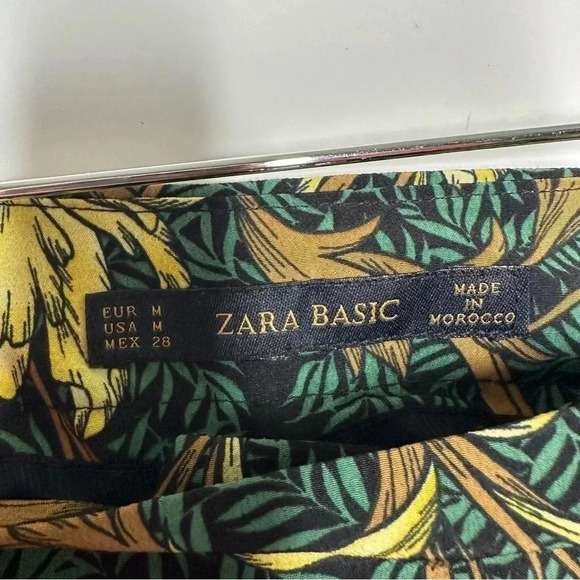 EUR M
USA M
MEX 28
ZARA BASIC
MADE
IN
MOROCCO